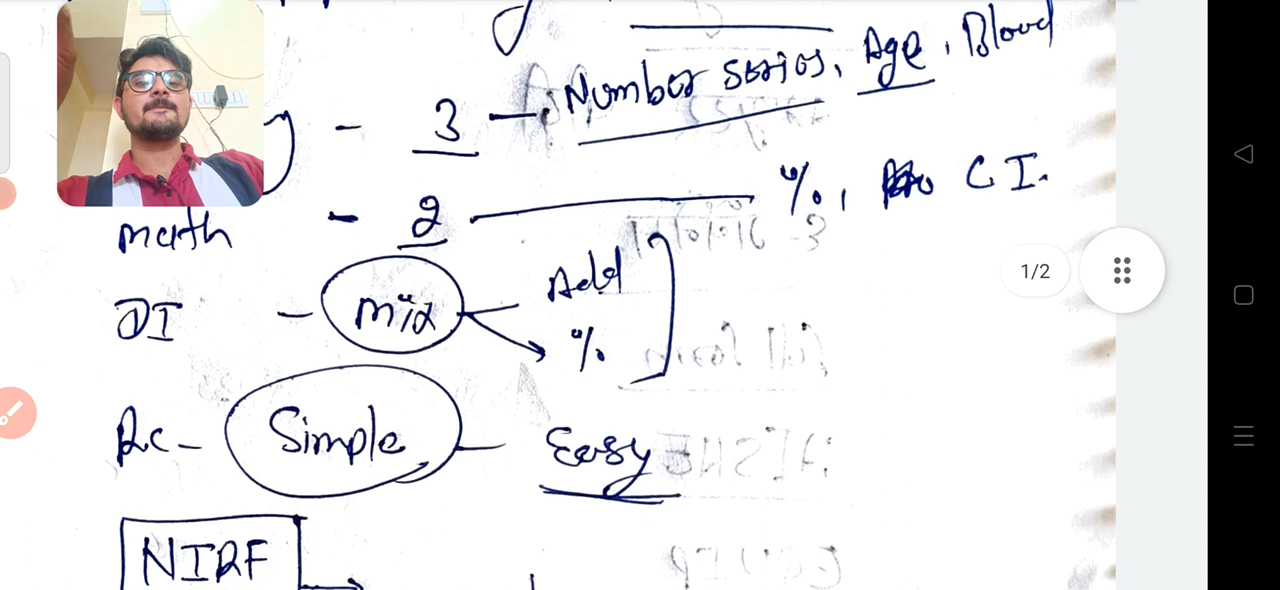 - 3 - Number series, Age, Blood
math - 2 - %, C I.
DI - mix - Add
%
Rc - Simple - Easy
NIRF
1/2